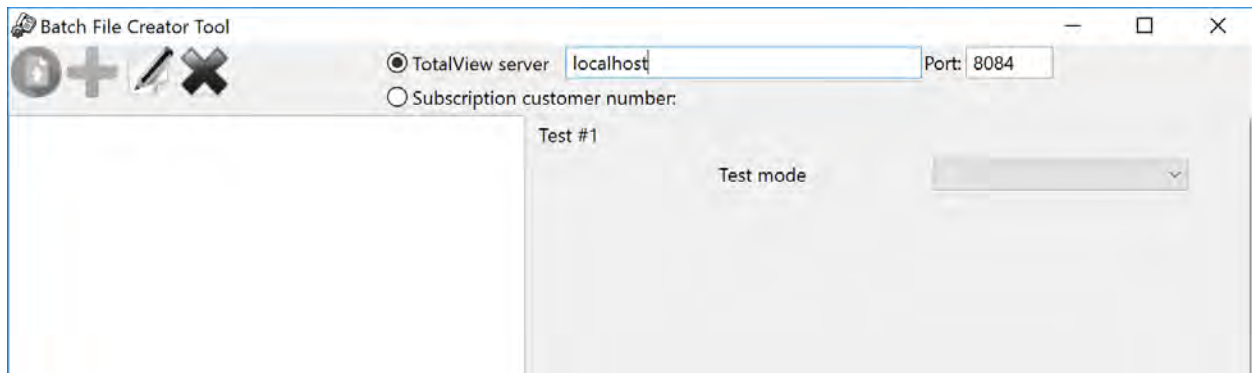 Batch File Creator Tool
TotalView server localhost Port: 8084
Subscription customer number:
Test #1
Test mode